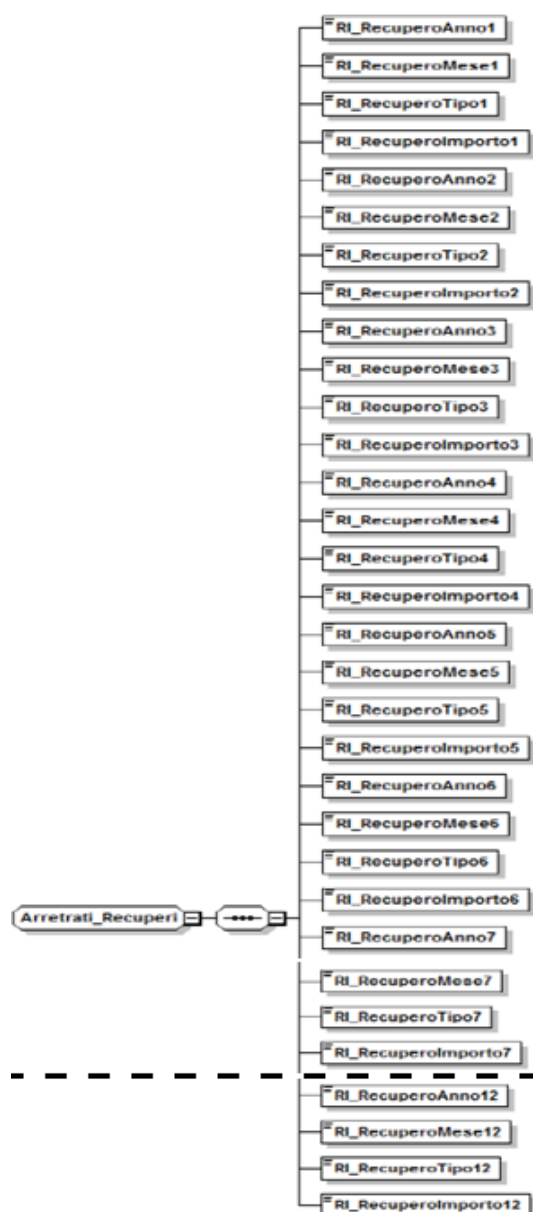 RI_RecuperoAnno1
RI_RecuperoMese1
RI_RecuperoTipo1
RI_RecuperoImporto1
RI_RecuperoAnno2
RI_RecuperoMese2
RI_RecuperoTipo2
RI_RecuperoImporto2
RI_RecuperoAnno3
RI_RecuperoMese3
RI_RecuperoTipo3
RI_RecuperoImporto3
RI_RecuperoAnno4
RI_RecuperoMese4
RI_RecuperoTipo4
RI_RecuperoImporto4
RI_RecuperoAnno5
RI_RecuperoMese5
RI_RecuperoTipo5
RI_RecuperoImporto5
RI_RecuperoAnno6
RI_RecuperoMese6
RI_RecuperoTipo6
Arretrati_Recuperi
RI_RecuperoImporto6
RI_RecuperoAnno7
RI_RecuperoMese7
RI_RecuperoTipo7
RI_RecuperoImporto7
RI_RecuperoAnno12
RI_RecuperoMese12
RI_RecuperoTipo12
RI_RecuperoImporto12